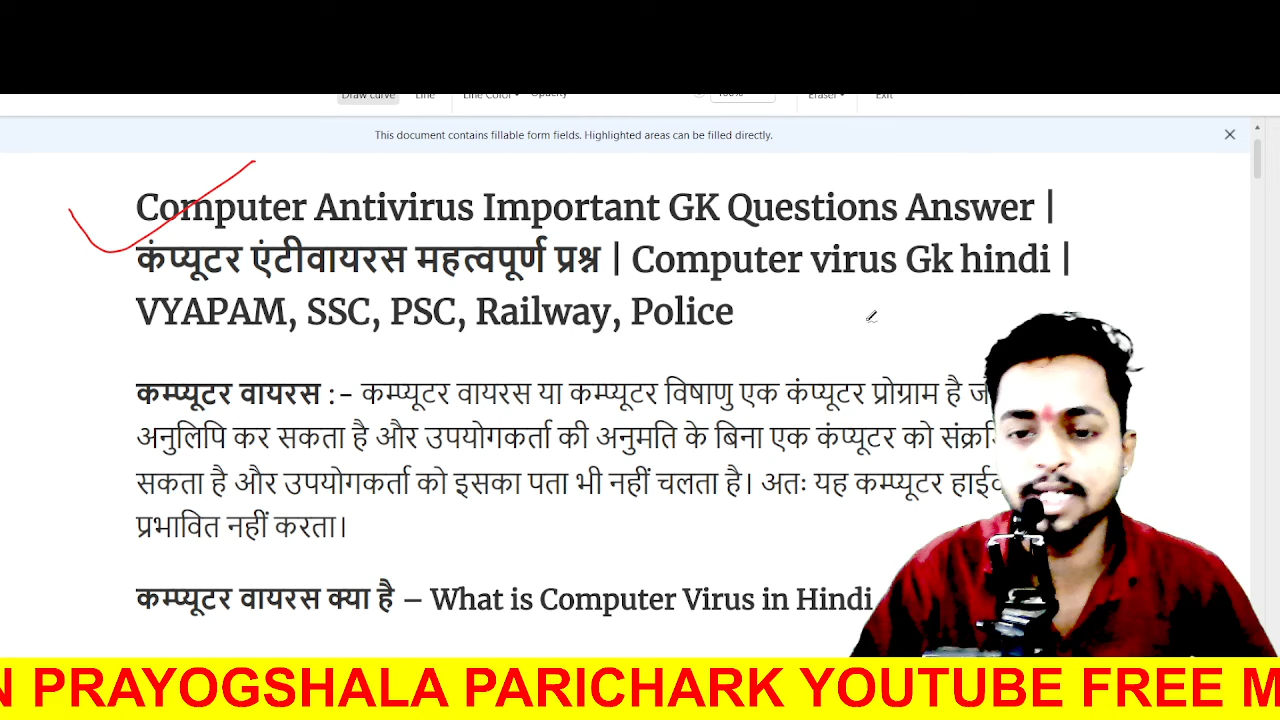 Draw curve Line Line Color Opacity 100% Eraser Exit
This document contains fillable form fields. Highlighted areas can be filled directly.
Computer Antivirus Important GK Questions Answer |
कंप्यूटर एंटीवायरस महत्वपूर्ण प्रश्न | Computer virus Gk hindi |
VYAPAM, SSC, PSC, Railway, Police
कम्प्यूटर वायरस :- कम्प्यूटर वायरस या कम्प्यूटर विषाणु एक कंप्यूटर प्रोग्राम है
अनुलिपि कर सकता है और उपयोगकर्ता की अनुमति के बिना एक कंप्यूटर को
सकता है और उपयोगकर्ता को इसका पता भी नहीं चलता है। अतः यह कम्प्यूटर
प्रभावित नहीं करता।
कम्प्यूटर वायरस क्या है – What is Computer Virus in Hindi
N PRAYOGSHALA PARICHARK YOUTUBE FREE M